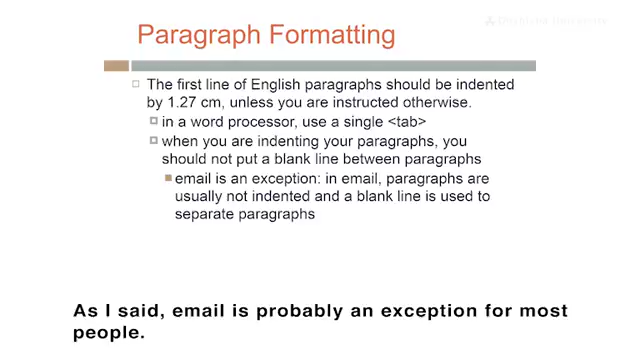 Paragraph Formatting
The first line of English paragraphs should be indented
by 1.27 cm, unless you are instructed otherwise.
in a word processor, use a single <tab>
when you are indenting your paragraphs, you
should not put a blank line between paragraphs
email is an exception: in email, paragraphs are
usually not indented and a blank line is used to
separate paragraphs
As I said, email is probably an exception for most
people.